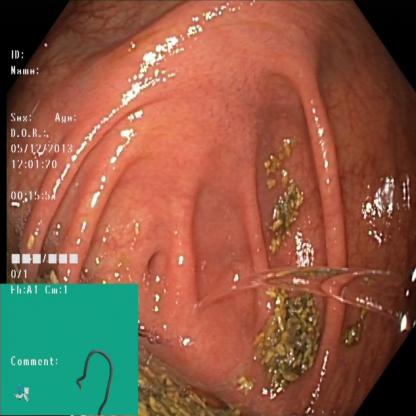 ID:
Name:
Sex: Age:
D.O.B.:
05/12/2013
12:01:20
00:15:5
0/1
Eh:A1 Cm:1
Comment: